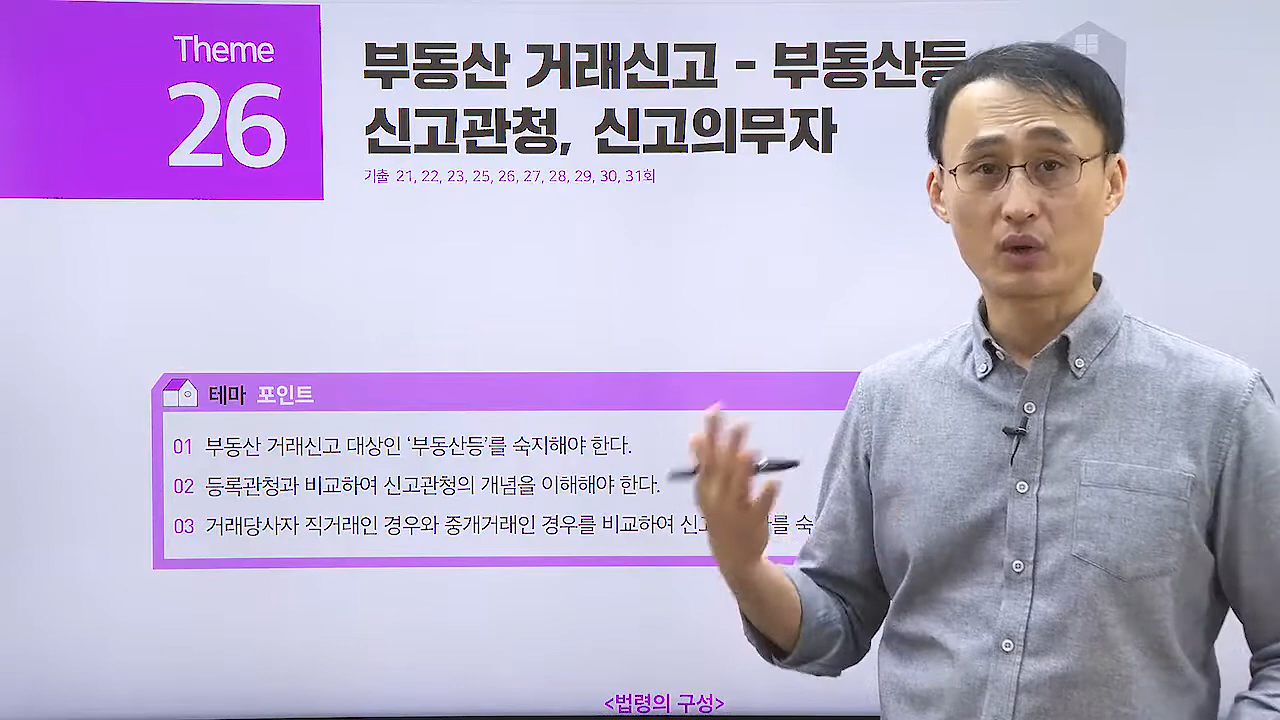 Theme
26
부동산 거래신고 - 부동산등
신고관청, 신고의무자
기출 21, 22, 23, 25, 26, 27, 28, 29, 30, 31회
테마 포인트
01 부동산 거래신고 대상인 ‘부동산등’를 숙지해야 한다.
02 등록관청과 비교하여 신고관청의 개념을 이해해야 한다.
03 거래당사자 직거래인 경우와 중개거래인 경우를 비교하여
<법령의 구성>